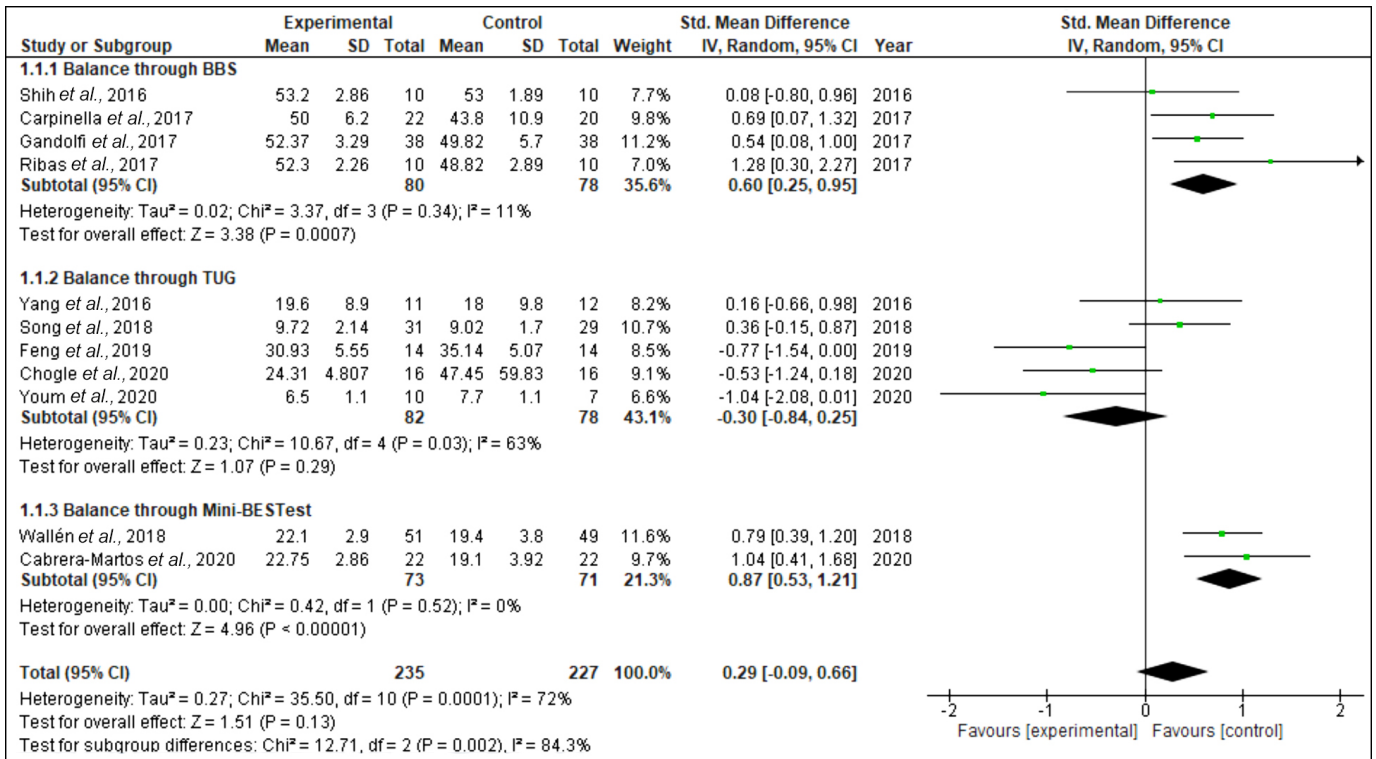 Experimental Control Std. Mean Difference Std. Mean Difference
Study or Subgroup Mean SD Total Mean SD Total Weight IV, Random, 95% CI Year IV, Random, 95% CI
1.1.1 Balance through BBS
Shih et al., 2016 53.2 2.86 10 53 1.89 10 7.7% 0.08 [-0.80, 0.96] 2016
Carpinella et al., 2017 50 6.2 22 43.8 10.9 20 9.8% 0.69 [0.07, 1.32] 2017
Gandolfi et al., 2017 52.37 3.29 38 49.82 5.7 38 11.2% 0.54 [0.08, 1.00] 2017
Ribas et al., 2017 52.3 2.26 10 48.82 2.89 10 7.0% 1.28 [0.30, 2.27] 2017
Subtotal (95% CI) 80 78 35.6% 0.60 [0.25, 0.95]
Heterogeneity: Tau² = 0.02; Chi² = 3.37, df = 3 (P = 0.34); I² = 11%
Test for overall effect: Z = 3.38 (P = 0.0007)
1.1.2 Balance through TUG
Yang et al., 2016 19.6 8.9 11 18 9.8 12 8.2% 0.16 [-0.66, 0.98] 2016
Song et al., 2018 9.72 2.14 31 9.02 1.7 29 10.7% 0.36 [-0.15, 0.87] 2018
Feng et al., 2019 30.93 5.55 14 35.14 5.07 14 8.5% -0.77 [-1.54, 0.00] 2019
Chogle et al., 2020 24.31 4.807 16 47.45 59.83 16 9.1% -0.53 [-1.24, 0.18] 2020
Youm et al., 2020 6.5 1.1 10 7.7 1.1 7 6.6% -1.04 [-2.08, 0.01] 2020
Subtotal (95% CI) 82 78 43.1% -0.30 [-0.84, 0.25]
Heterogeneity: Tau² = 0.23; Chi² = 10.67, df = 4 (P = 0.03); I² = 63%
Test for overall effect: Z = 1.07 (P = 0.29)
1.1.3 Balance through Mini-BESTest
Wallén et al., 2018 22.1 2.9 51 19.4 3.8 49 11.6% 0.79 [0.39, 1.20] 2018
Cabrera-Martos et al., 2020 22.75 2.86 22 19.1 3.92 22 9.7% 1.04 [0.41, 1.68] 2020
Subtotal (95% CI) 73 71 21.3% 0.87 [0.53, 1.21]
Heterogeneity: Tau² = 0.00; Chi² = 0.42, df = 1 (P = 0.52); I² = 0%
Test for overall effect: Z = 4.96 (P < 0.00001)
Total (95% CI) 235 227 100.0% 0.29 [-0.09, 0.66]
Heterogeneity: Tau² = 0.27; Chi² = 35.50, df = 10 (P = 0.0001); I² = 72%
Test for overall effect: Z = 1.51 (P = 0.13)
Test for subgroup differences: Chi² = 12.71, df = 2 (P = 0.002), I² = 84.3%
-2 -1 0 1 2
Favours [experimental] Favours [control]